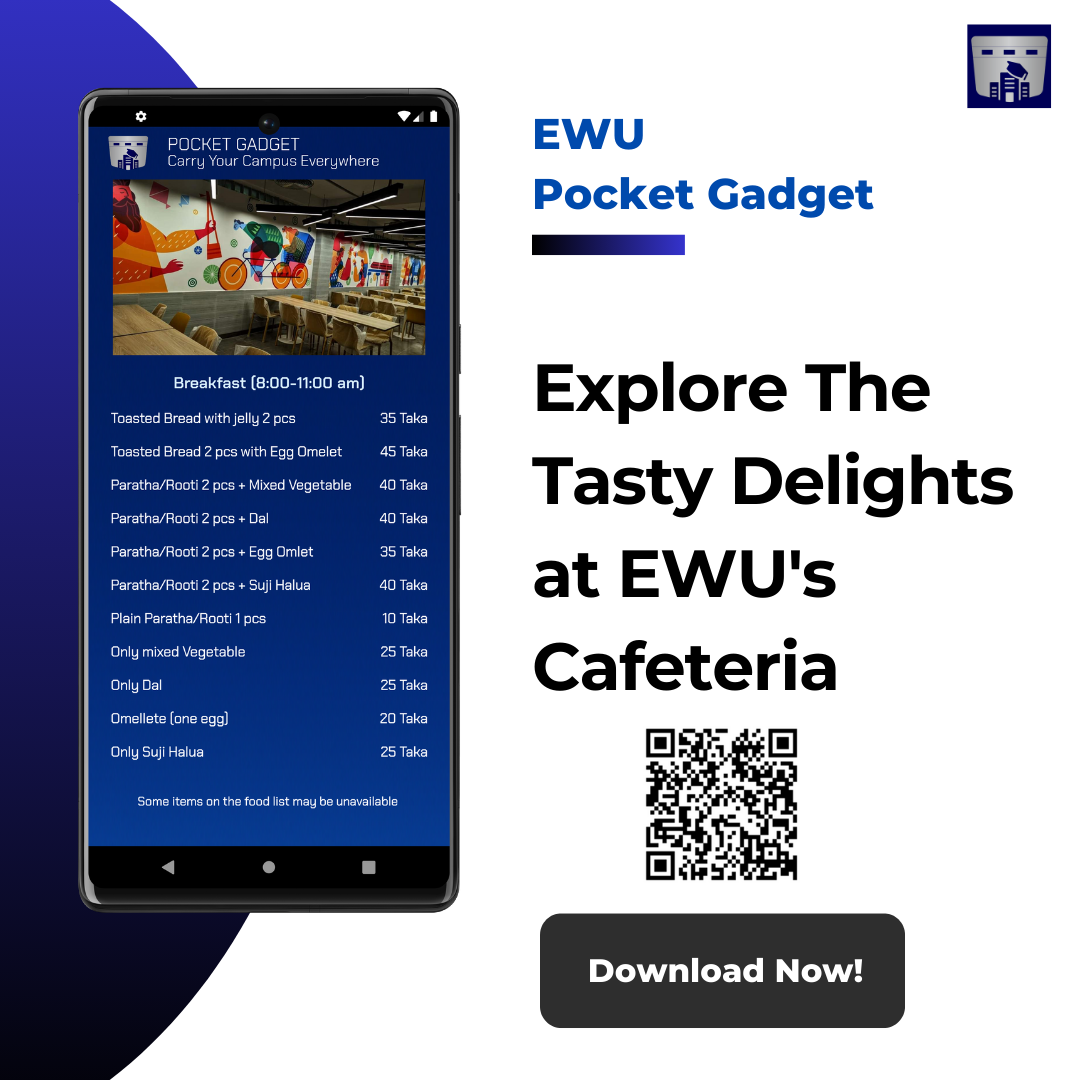 POCKET GADGET
Carry Your Campus Everywhere
Breakfast (8:00-11:00 am)
Toasted Bread with jelly 2 pcs 35 Taka
Toasted Bread 2 pcs with Egg Omelet 45 Taka
Paratha/Rooti 2 pcs + Mixed Vegetable 40 Taka
Paratha/Rooti 2 pcs + Dal 40 Taka
Paratha/Rooti 2 pcs + Egg Omlet 35 Taka
Paratha/Rooti 2 pcs + Suji Halua 40 Taka
Plain Paratha/Rooti 1 pcs 10 Taka
Only mixed Vegetable 25 Taka
Only Dal 25 Taka
Omellete (one egg) 20 Taka
Only Suji Halua 25 Taka
Some items on the food list may be unavailable
EWU
Pocket Gadget
Explore The
Tasty Delights
at EWU's
Cafeteria
Download Now!